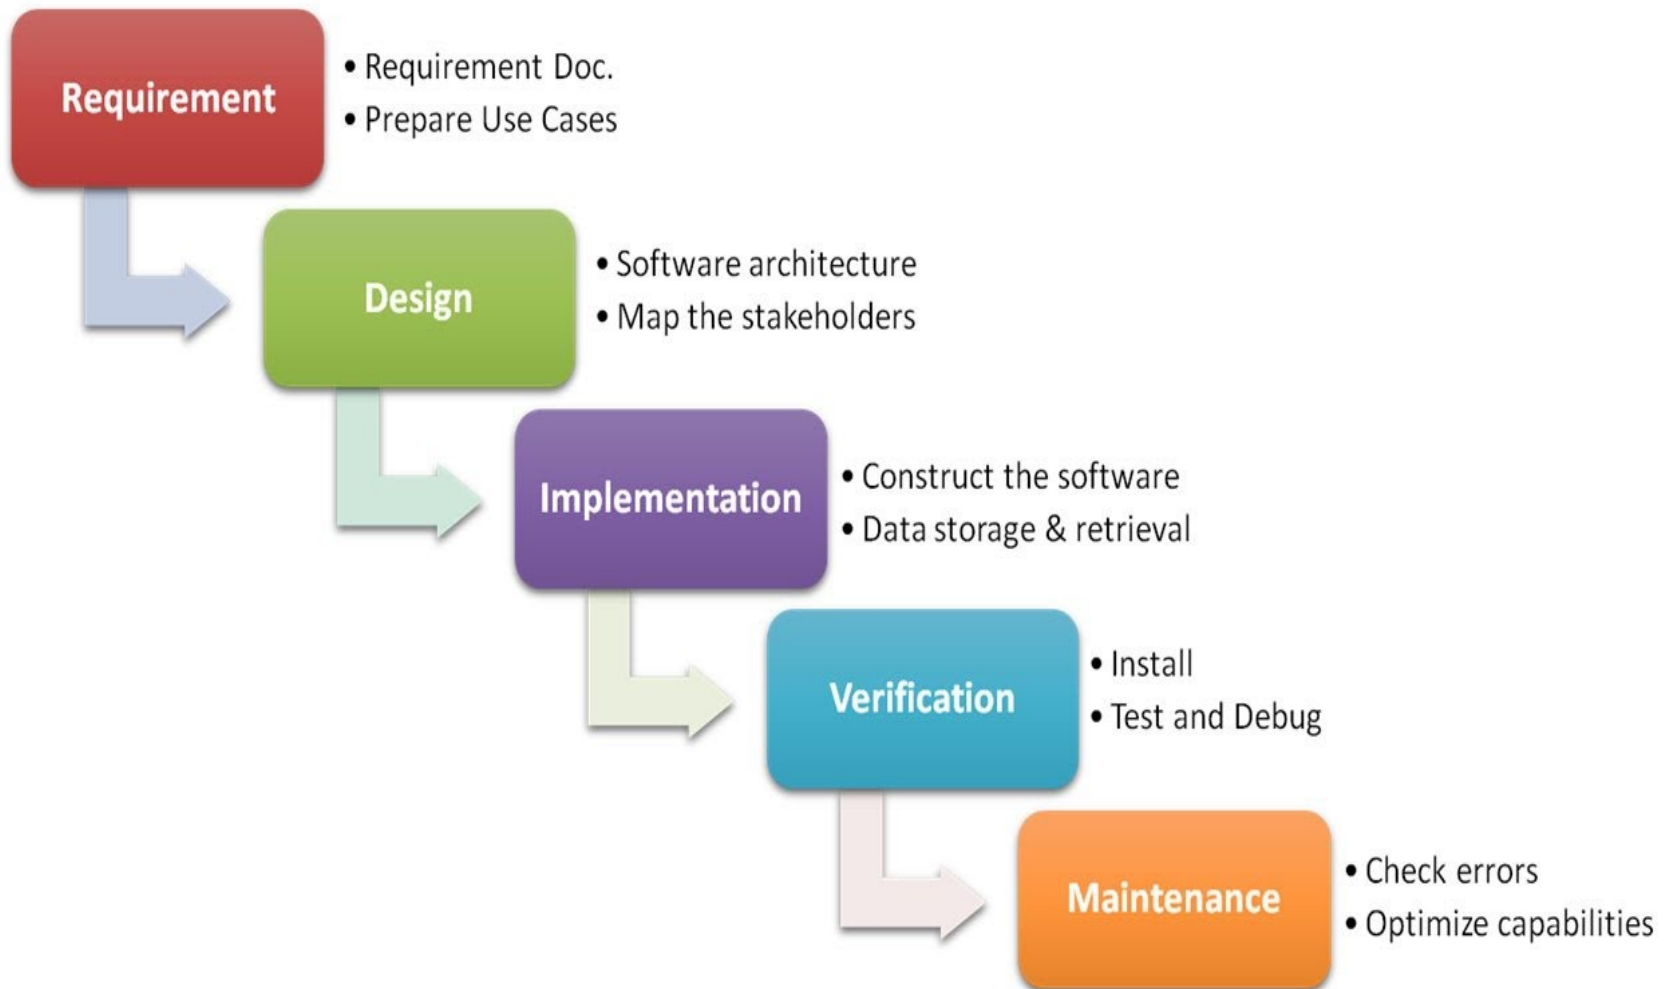 Requirement
• Requirement Doc.
• Prepare Use Cases
Design
• Software architecture
• Map the stakeholders
Implementation
• Construct the software
• Data storage & retrieval
Verification
• Install
• Test and Debug
Maintenance
• Check errors
• Optimize capabilities